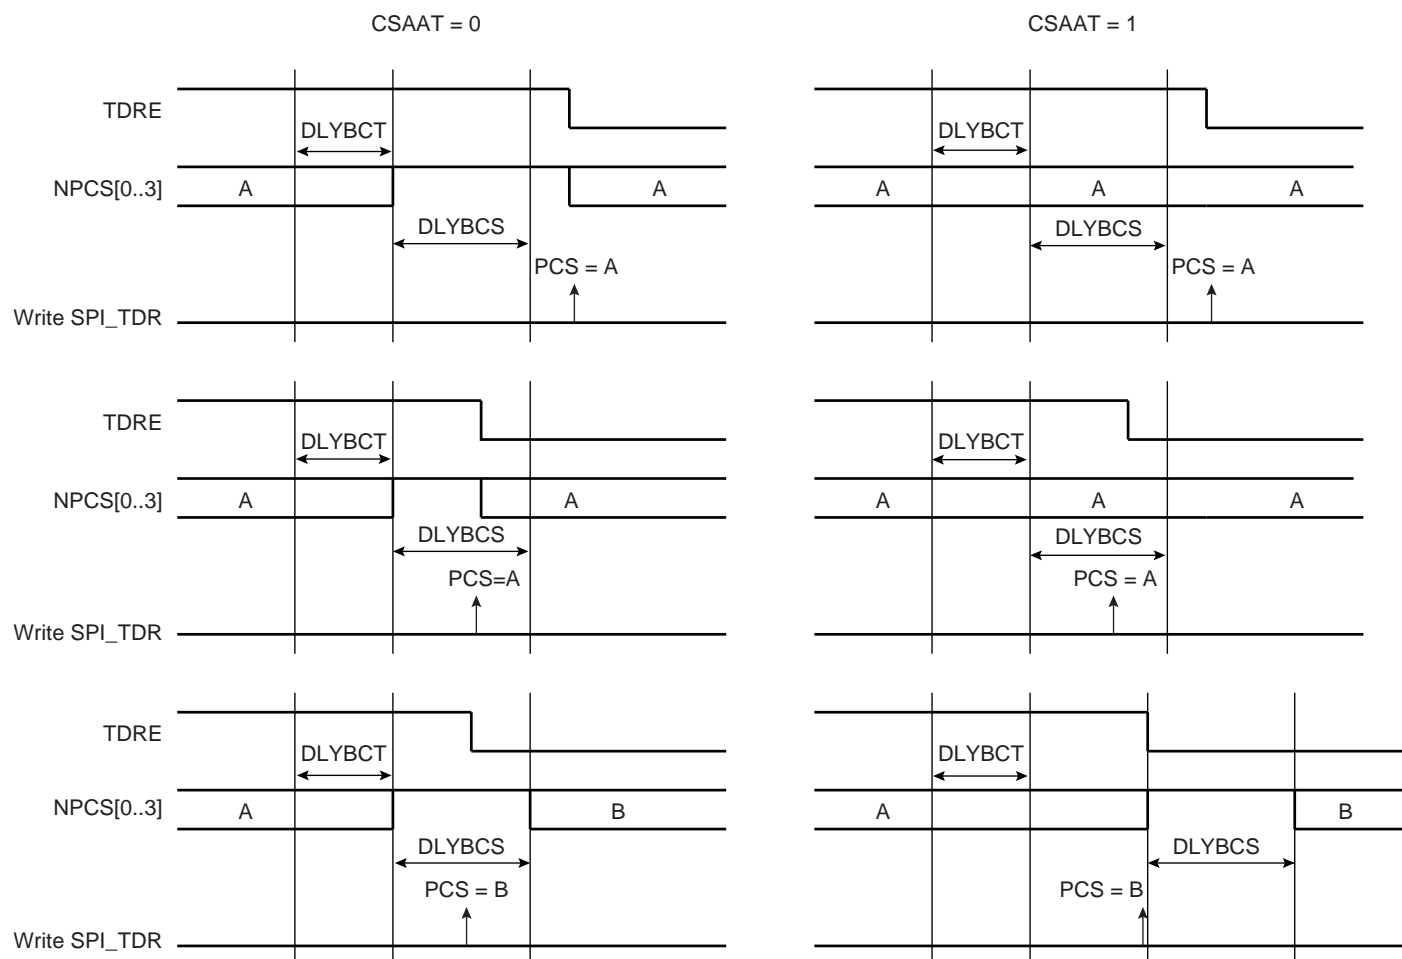 CSAAT = 0
CSAAT = 1
TDRE
DLYBCT
DLYBCT
NPCS[0..3]
A
A
A
A
A
DLYBCS
DLYBCS
PCS = A
PCS = A
Write SPI_TDR
TDRE
DLYBCT
DLYBCT
NPCS[0..3]
A
A
A
A
A
DLYBCS
DLYBCS
PCS=A
PCS = A
Write SPI_TDR
TDRE
DLYBCT
DLYBCT
NPCS[0..3]
A
B
A
B
DLYBCS
DLYBCS
PCS = B
PCS = B
Write SPI_TDR